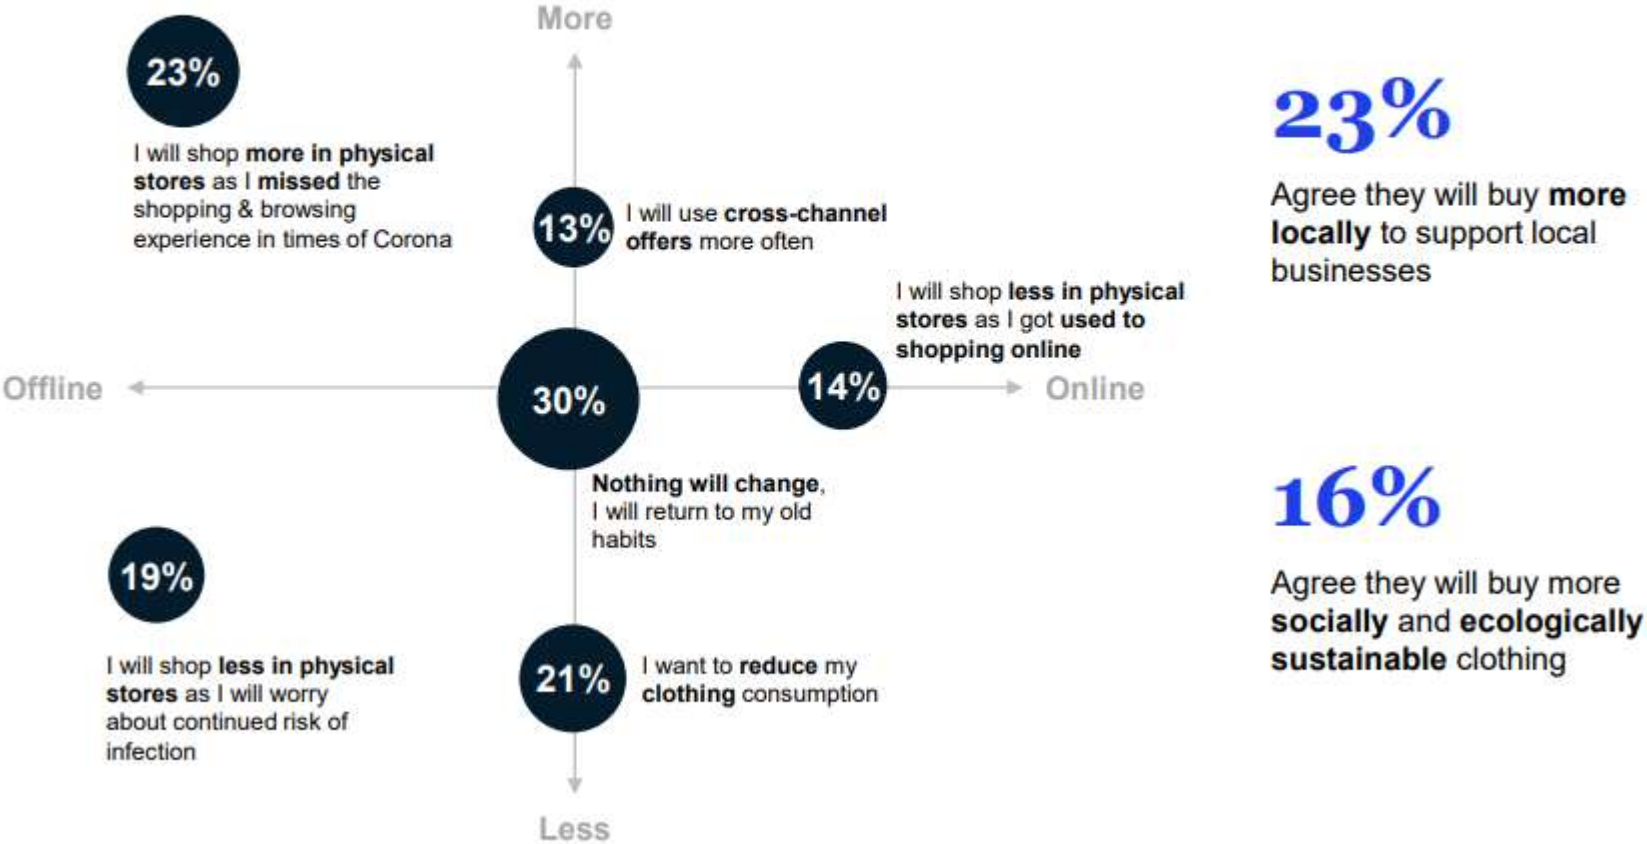 More
23%
I will shop more in physical
stores as I missed the
shopping & browsing
experience in times of Corona
13%
I will use cross-channel
offers more often
I will shop less in physical
stores as I got used to
shopping online
Offline
30%
14%
Online
Nothing will change,
I will return to my old
habits
19%
I will shop less in physical
stores as I will worry
about continued risk of
infection
21%
I want to reduce my
clothing consumption
Less
23%
Agree they will buy more
locally to support local
businesses
16%
Agree they will buy more
socially and ecologically
sustainable clothing